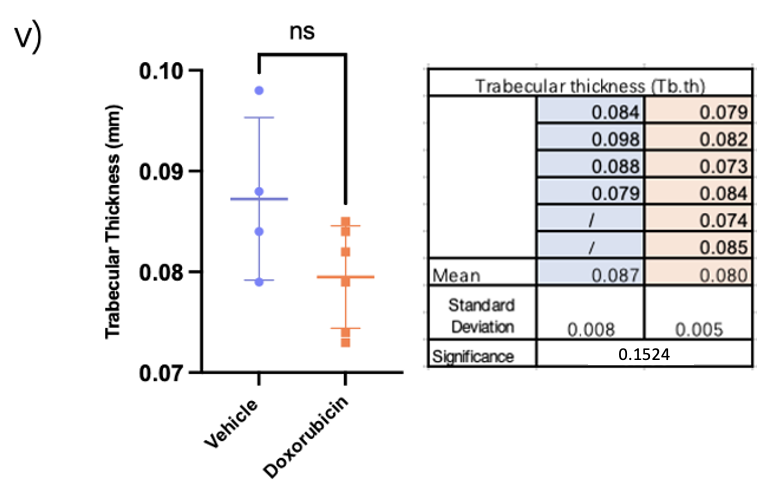 v)
ns
Trabecular Thickness (mm)
0.10
0.09
0.08
0.07
Vehicle
Doxorubicin
Trabecular thickness (Tb.th)
0.084 0.079
0.098 0.082
0.088 0.073
0.079 0.084
/ 0.074
/ 0.085
Mean 0.087 0.080
Standard
Deviation 0.008 0.005
Significance 0.1524